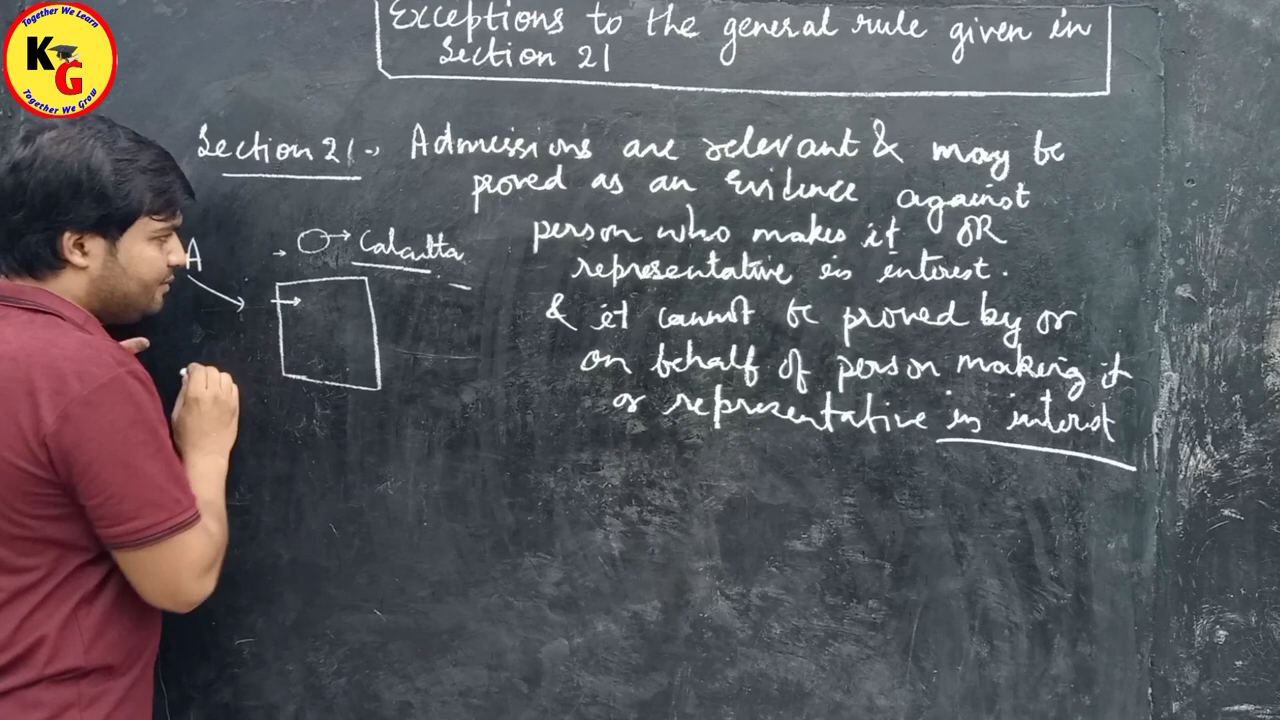 Together We Learn
KG
Together We Grow
Exceptions to the general rule given in
Section 21
Section 21-. Admissions are relevant & may be
proved as an Evidence against
person who makes it OR
representative in interest.
& it cannot be proved by or
on behalf of person making it
or representative in interest
A
→ O→ Calcutta